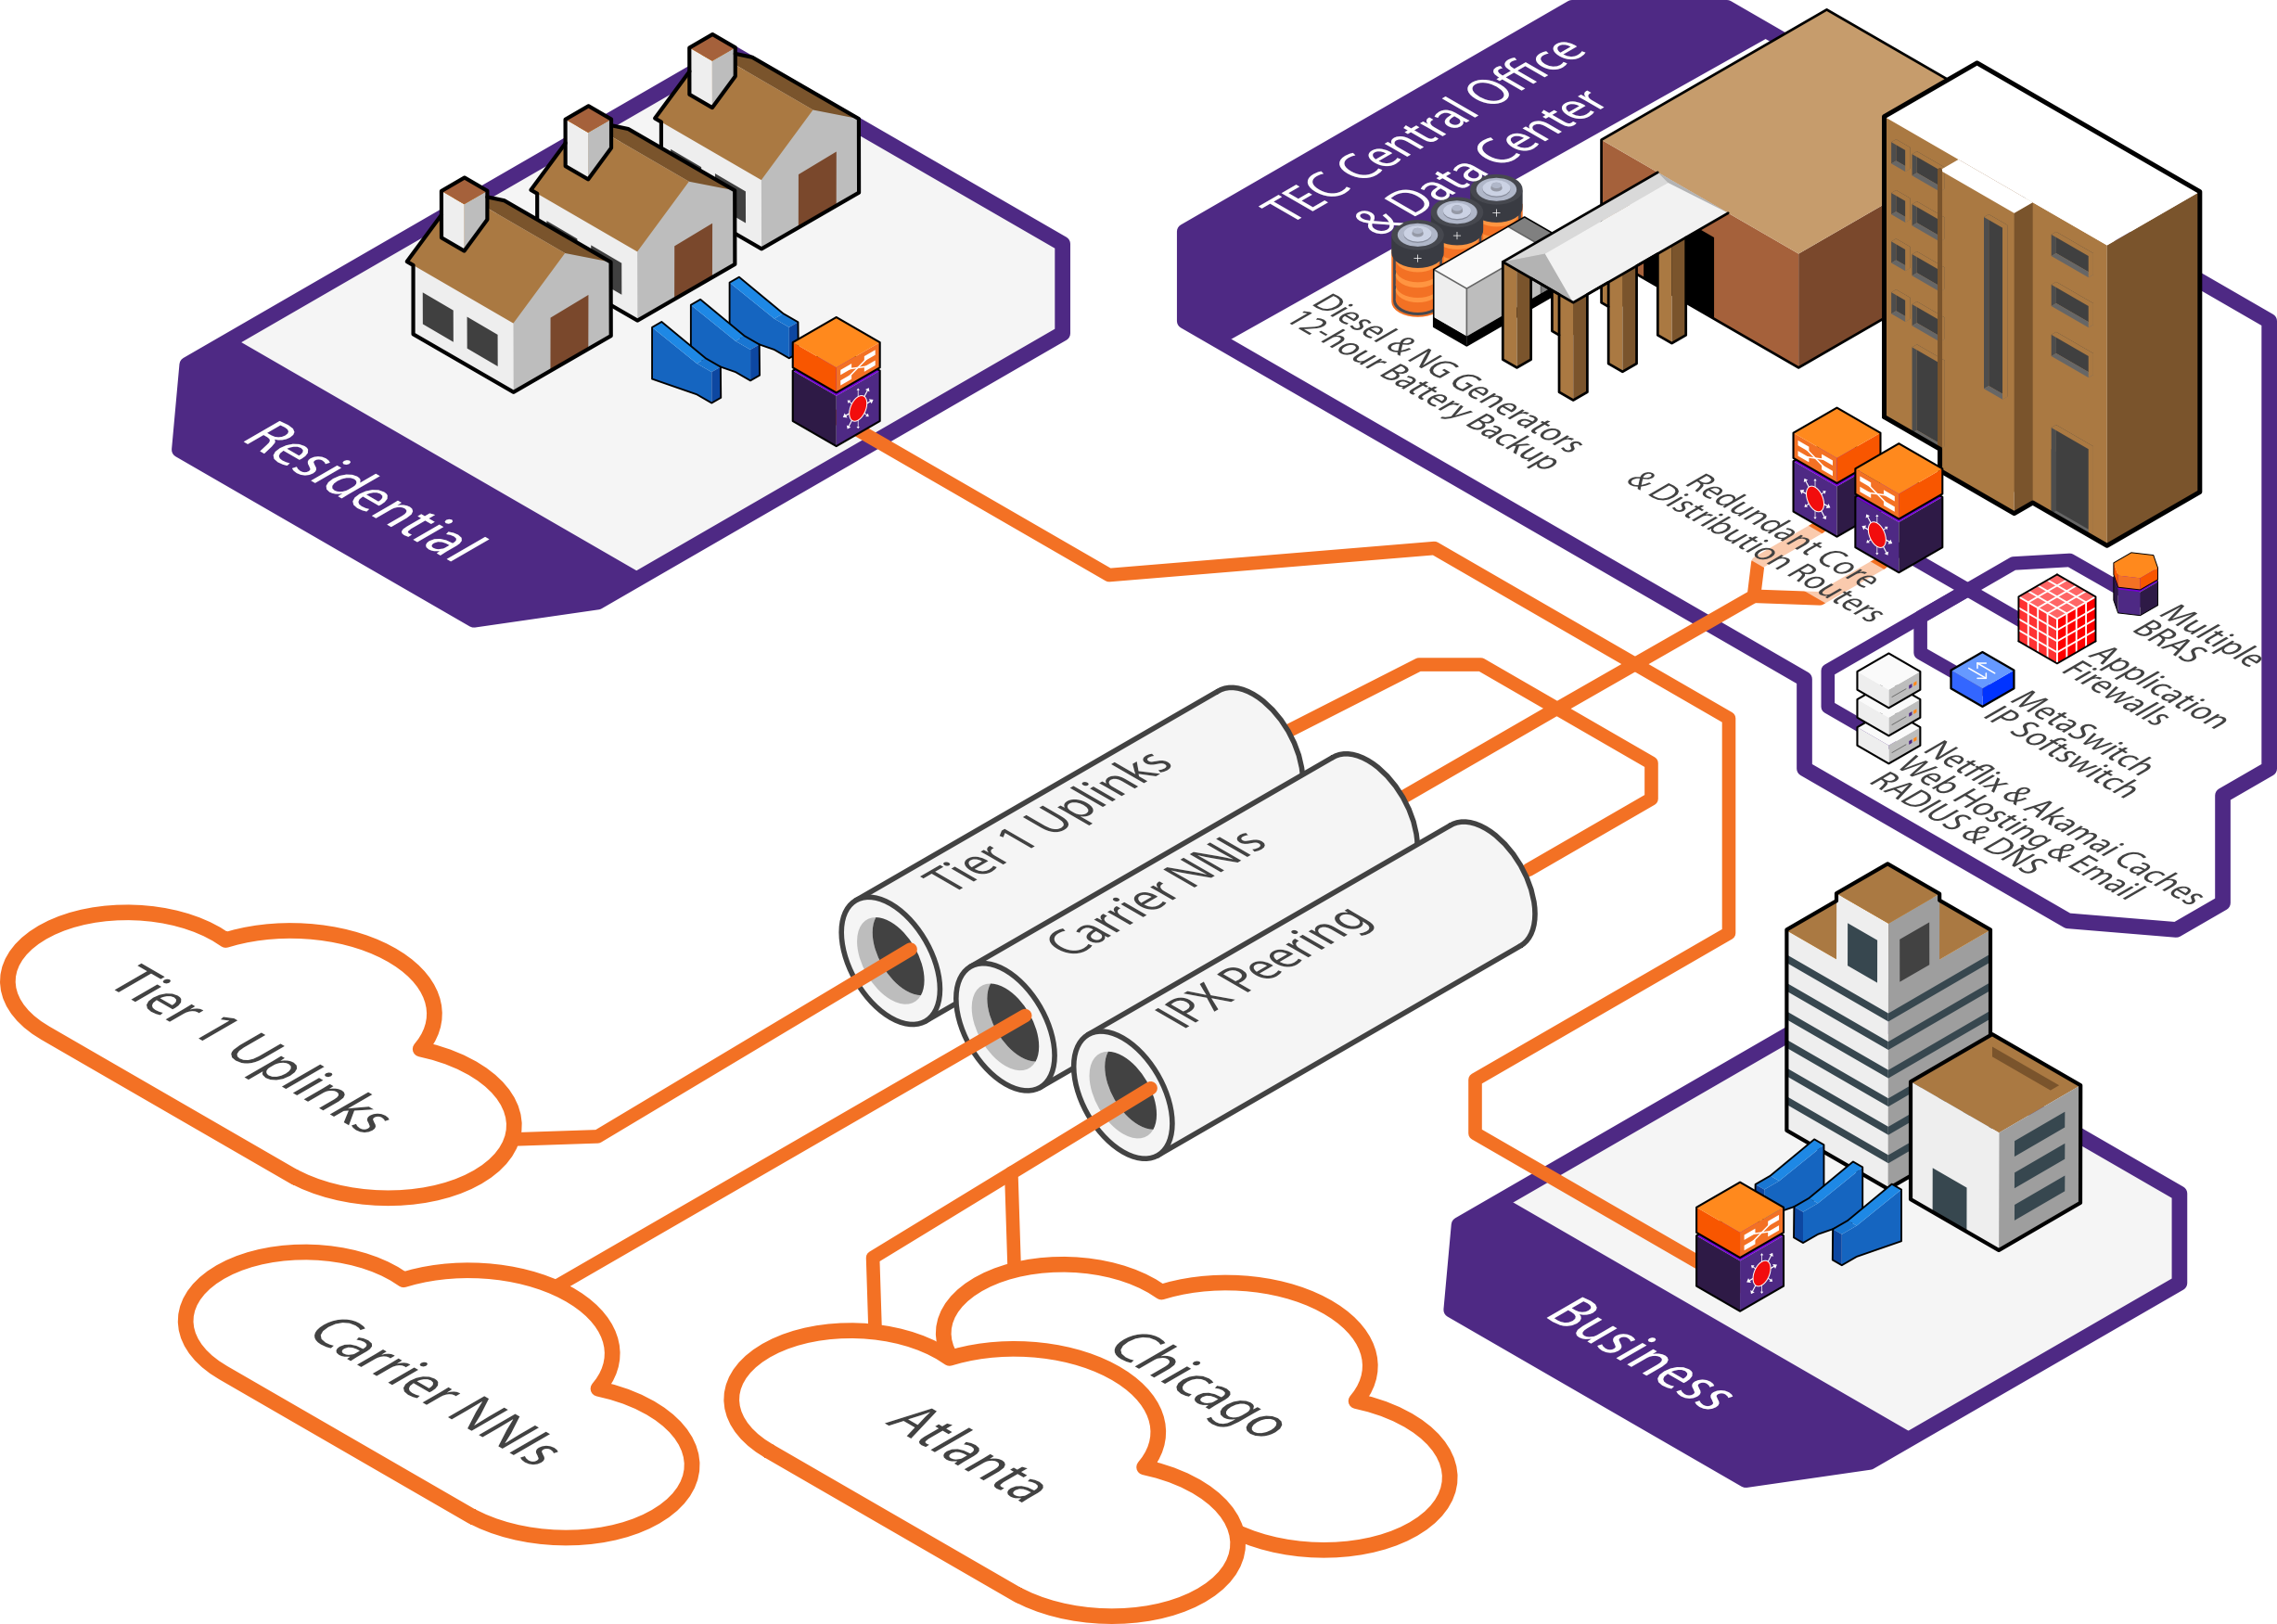 TEC Central Office
& Data Center
Diesel & NG Generators
12-hour Battery Backup
Redundant Core
& Distribution Routers
Residential
Multiple
BRAS
Application
Firewalls
MetaSwitch
IP Softswitch
Netflix & Akamai Caches
Web Hosting & Email
RADIUS & DNS
Tier 1 Uplinks
Carrier NNIs
IPX Peering
Tier 1 Uplinks
Carrier NNIs
Chicago
Atlanta
Business